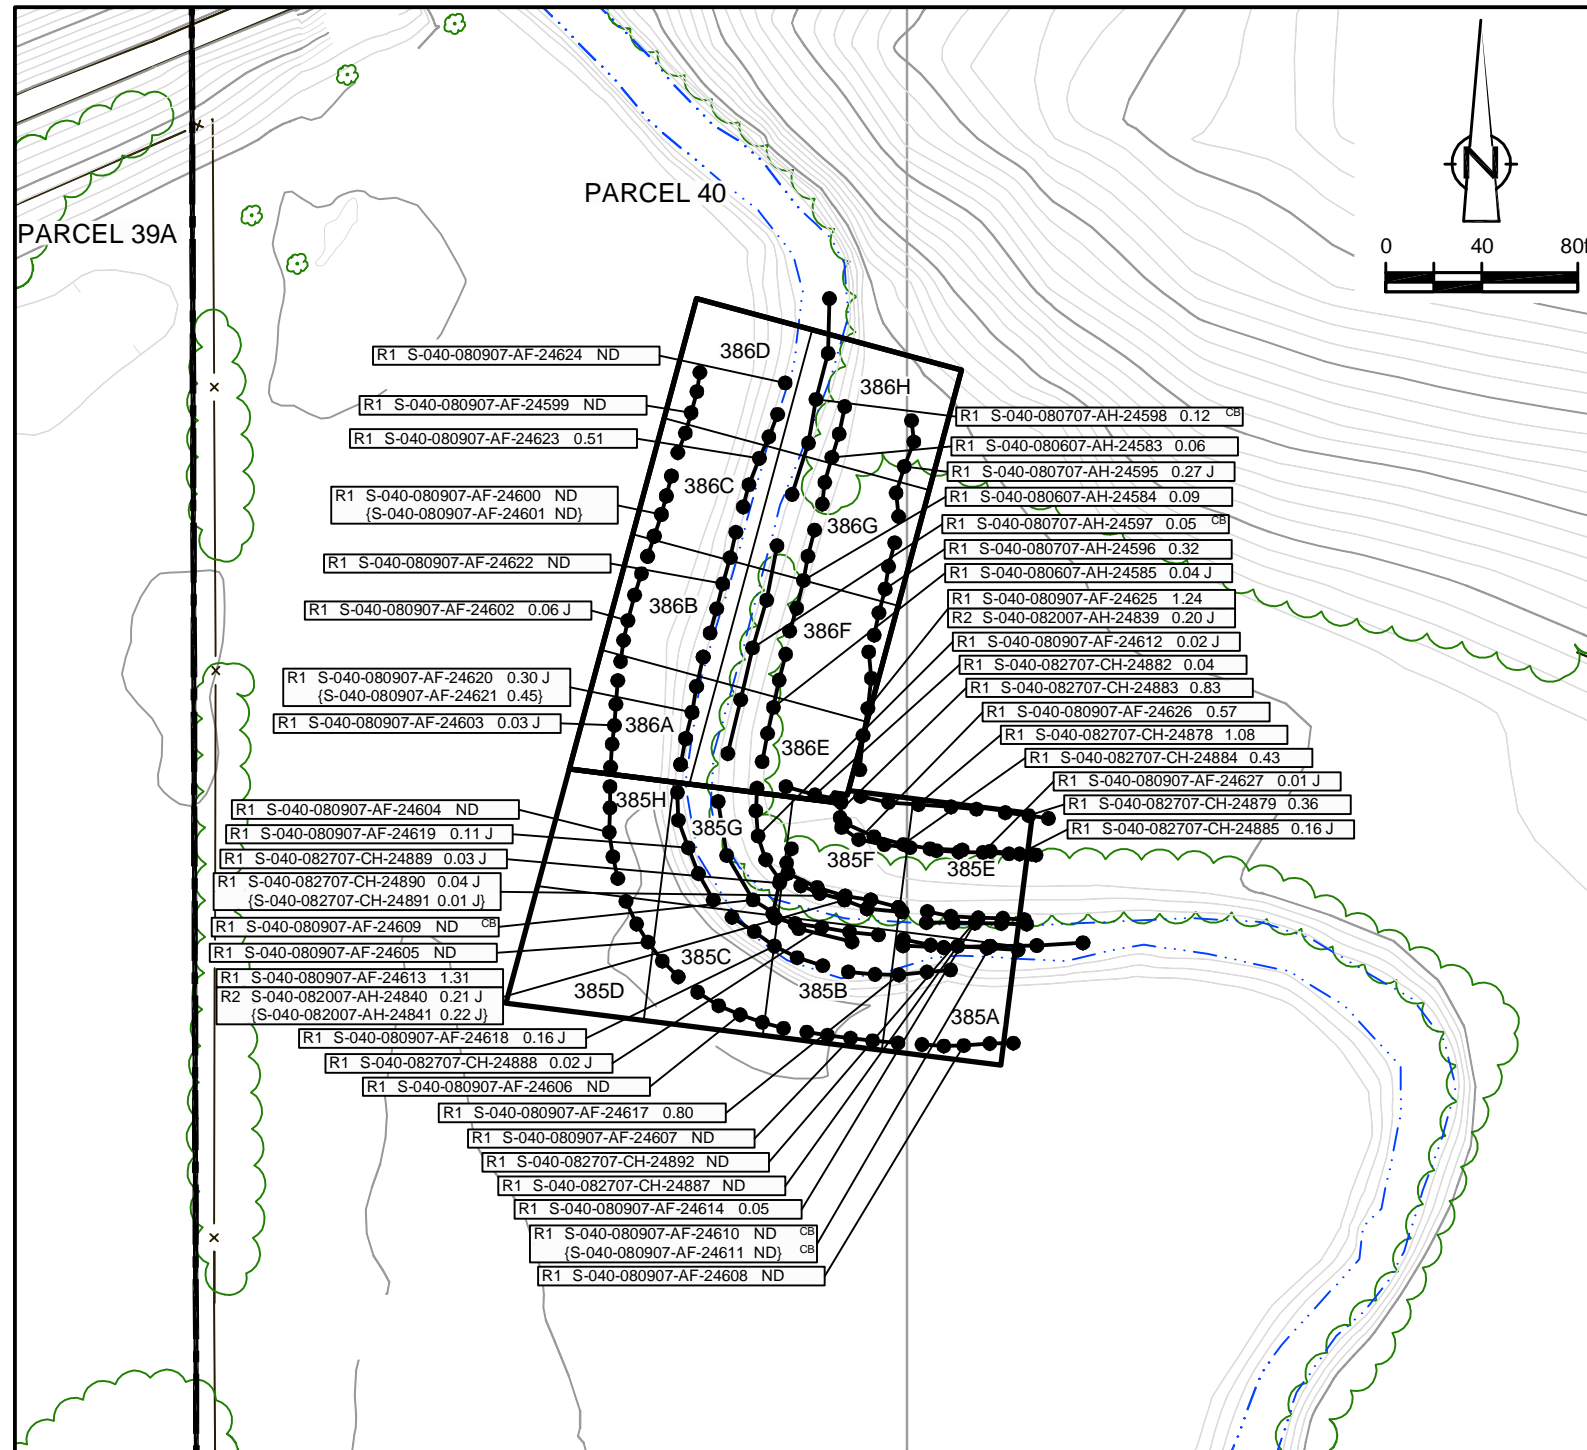 PARCEL 40
PARCEL 39A
N
0 40 80f
386D
386H
386C
386G
386B
386F
386A
386E
385H
385G
385F
385E
385C
385D
385B
385A
R1 S-040-080907-AF-24624 ND
R1 S-040-080907-AF-24599 ND
R1 S-040-080907-AF-24623 0.51
R1 S-040-080907-AF-24600 ND
{S-040-080907-AF-24601 ND}
R1 S-040-080907-AF-24622 ND
R1 S-040-080907-AF-24602 0.06 J
R1 S-040-080907-AF-24620 0.30 J
{S-040-080907-AF-24621 0.45}
R1 S-040-080907-AF-24603 0.03 J
R1 S-040-080907-AF-24604 ND
R1 S-040-080907-AF-24619 0.11 J
R1 S-040-082707-CH-24889 0.03 J
R1 S-040-082707-CH-24890 0.04 J
{S-040-082707-CH-24891 0.01 J}
R1 S-040-080907-AF-24609 ND CB
R1 S-040-080907-AF-24605 ND
R1 S-040-080907-AF-24613 1.31
R2 S-040-082007-AH-24840 0.21 J
{S-040-082007-AH-24841 0.22 J}
R1 S-040-080907-AF-24618 0.16 J
R1 S-040-082707-CH-24888 0.02 J
R1 S-040-080907-AF-24606 ND
R1 S-040-080907-AF-24617 0.80
R1 S-040-080907-AF-24607 ND
R1 S-040-082707-CH-24892 ND
R1 S-040-082707-CH-24887 ND
R1 S-040-080907-AF-24614 0.05
R1 S-040-080907-AF-24610 ND CB
{S-040-080907-AF-24611 ND} CB
R1 S-040-080907-AF-24608 ND
R1 S-040-080707-AH-24598 0.12 CB
R1 S-040-080607-AH-24583 0.06
R1 S-040-080707-AH-24595 0.27 J
R1 S-040-080607-AH-24584 0.09
R1 S-040-080707-AH-24597 0.05 CB
R1 S-040-080707-AH-24596 0.32
R1 S-040-080607-AH-24585 0.04 J
R1 S-040-080907-AF-24625 1.24
R2 S-040-082007-AH-24839 0.20 J
R1 S-040-080907-AF-24612 0.02 J
R1 S-040-082707-CH-24882 0.04
R1 S-040-082707-CH-24883 0.83
R1 S-040-080907-AF-24626 0.57
R1 S-040-082707-CH-24878 1.08
R1 S-040-082707-CH-24884 0.43
R1 S-040-080907-AF-24627 0.01 J
R1 S-040-082707-CH-24879 0.36
R1 S-040-082707-CH-24885 0.16 J